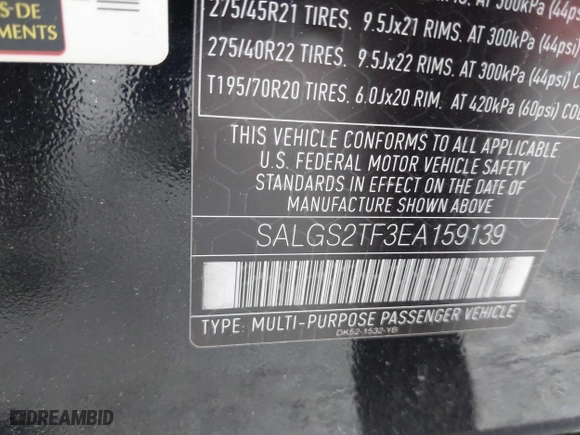 S-DE
MENTS
275/45R21 TIRES. 9.5Jx21 RIMS. AT 300kPa (44psi)
275/40R22 TIRES. 9.5Jx22 RIMS. AT 300kPa (44psi) CO
T195/70R20 TIRES. 6.0Jx20 RIM. AT 420kPa (60psi) COL
THIS VEHICLE CONFORMS TO ALL APPLICABLE
U.S. FEDERAL MOTOR VEHICLE SAFETY
STANDARDS IN EFFECT ON THE DATE OF
MANUFACTURE SHOWN ABOVE
SALGS2TF3EA159139
TYPE: MULTI-PURPOSE PASSENGER VEHICLE
DK52-1532-YB
DREAMBID